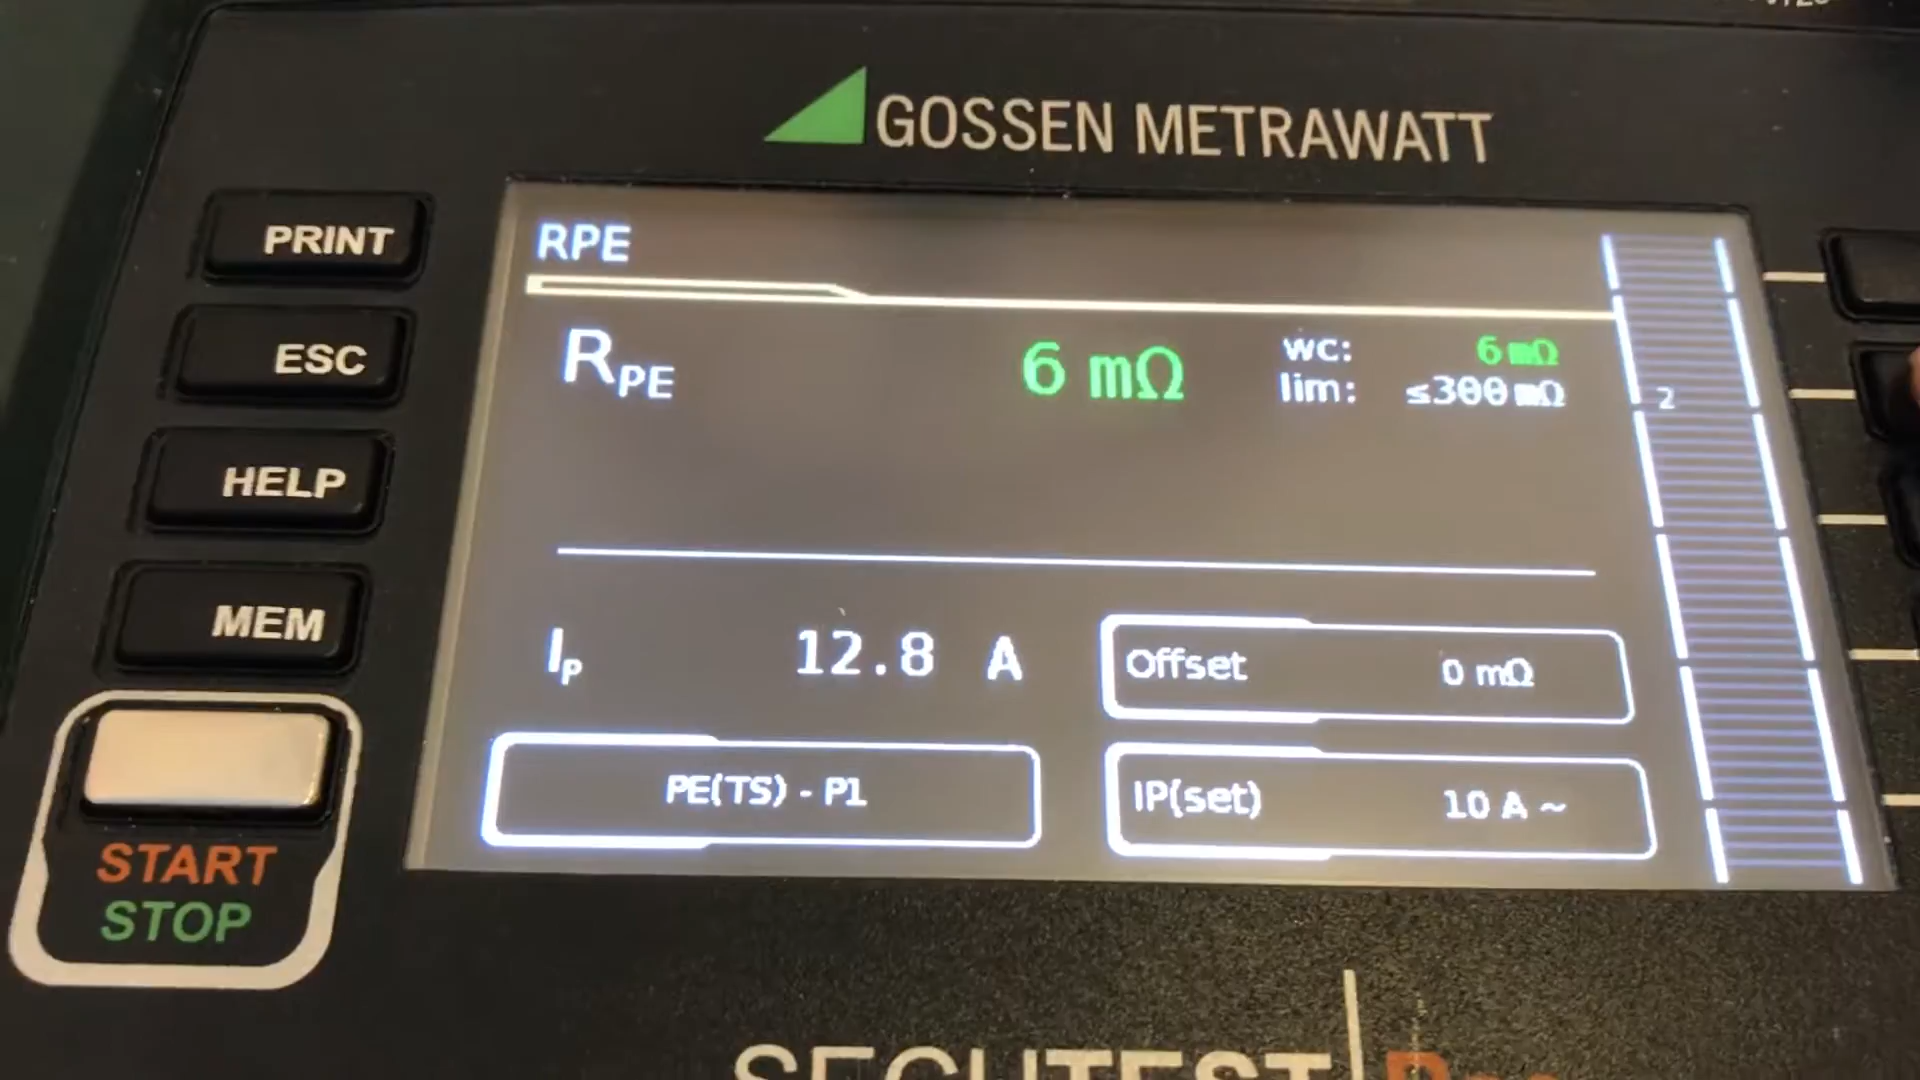 GOSSEN METRAWATT
PRINT
ESC
HELP
MEM
START
STOP
RPE
RPE 6 mΩ
wc: 6 mΩ
lim: ≤300 mΩ
2
Ip 12.8 A
Offset 0 mΩ
PE(TS) - P1
IP(set) 10 A ~
SECUTEST